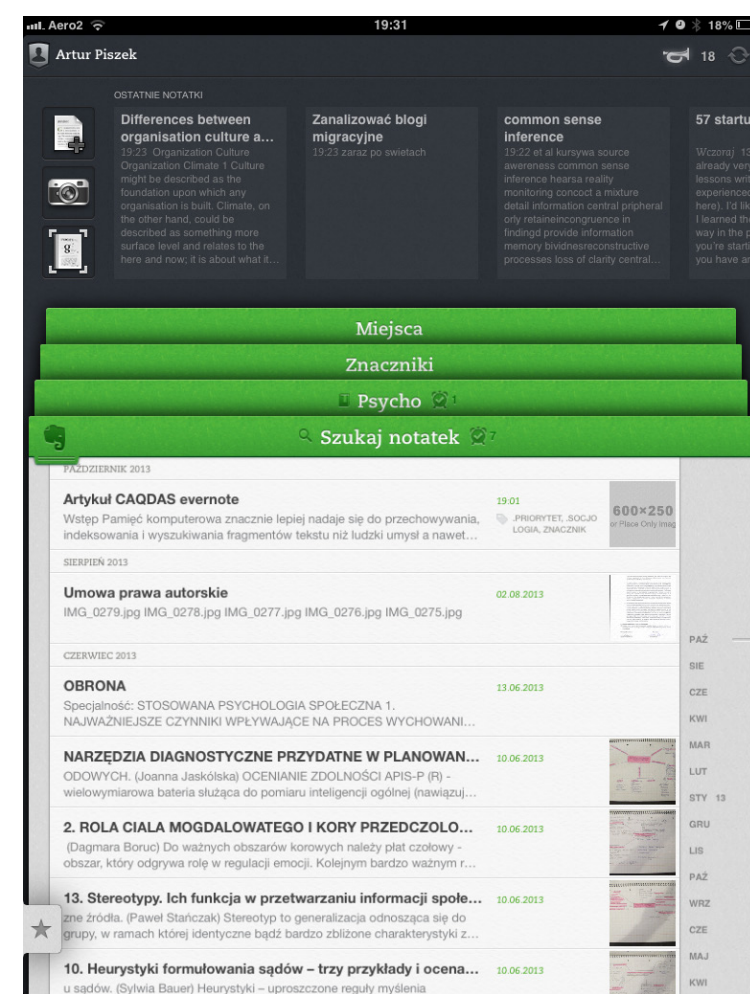 Aero2 19:31 18%
Artur Piszek 18
OSTATNIE NOTATKI
Differences between
organisation culture a...
19:23 Organization Culture
Organization Climate 1 Culture
might be described as the
foundation upon which any
organisation is built. Climate, on
the other hand, could be
described as something more
surface level and relates to the
here and now; it is about what it...
Zanalizować blogi
migracyjne
19:23 zaraz po swietach
common sense
inference
19:22 et al kursywa source
awereness common sense
inference hearsa reality
monitoring concoct a mixture
detail information central pripheral
orly retaineincongruence in
findingd provide information
memory bividnesreconstructive
processes loss of clarity central...
57 startu
Wczoraj 13
already very
lessons writ
experienced
here). I'd lik
I learned the
way in the p
you're starti
you have an
Miejsca
Znaczniki
Psycho 1
Szukaj notatek 7
PAŹDZIERNIK 2013
Artykuł CAQDAS evernote 19:01
Wstęp Pamięć komputerowa znacznie lepiej nadaje się do przechowywania,
indeksowania i wyszukiwania fragmentów tekstu niż ludzki umysł a nawet...
.PRIORYTET, .SOCJO
LOGIA, ZNACZNIK
600×250
or Place Only Imag
SIERPIEŃ 2013
Umowa prawa autorskie 02.08.2013
IMG_0279.jpg IMG_0278.jpg IMG_0277.jpg IMG_0276.jpg IMG_0275.jpg
CZERWIEC 2013
OBRONA 13.06.2013
Specjalność: STOSOWANA PSYCHOLOGIA SPOŁECZNA 1.
NAJWAŻNIEJSZE CZYNNIKI WPŁYWAJĄCE NA PROCES WYCHOWANI...
NARZĘDZIA DIAGNOSTYCZNE PRZYDATNE W PLANOWAN... 10.06.2013
ODOWYCH. (Joanna Jaskólska) OCENIANIE ZDOLNOŚCI APIS-P (R) -
wielowymiarowa bateria służąca do pomiaru inteligencji ogólnej (nawiązuj...
2. ROLA CIALA MOGDALOWATEGO I KORY PRZEDCZOLO... 10.06.2013
(Dagmara Boruc) Do ważnych obszarów korowych należy płat czołowy -
obszar, który odgrywa rolę w regulacji emocji. Kolejnym bardzo ważnym r...
13. Stereotypy. Ich funkcja w przetwarzaniu informacji społe... 10.06.2013
zne źródła. (Paweł Stańczak) Stereotyp to generalizacja odnosząca się do
grupy, w ramach której identyczne bądź bardzo zbliżone charakterystyki z...
10. Heurystyki formułowania sądów – trzy przykłady i ocena... 10.06.2013
u sądów. (Sylwia Bauer) Heurystyki – uproszczone reguły myślenia
PAŹ
SIE
CZE
KWI
MAR
LUT
STY 13
GRU
LIS
PAŹ
WRZ
CZE
MAJ
KWI